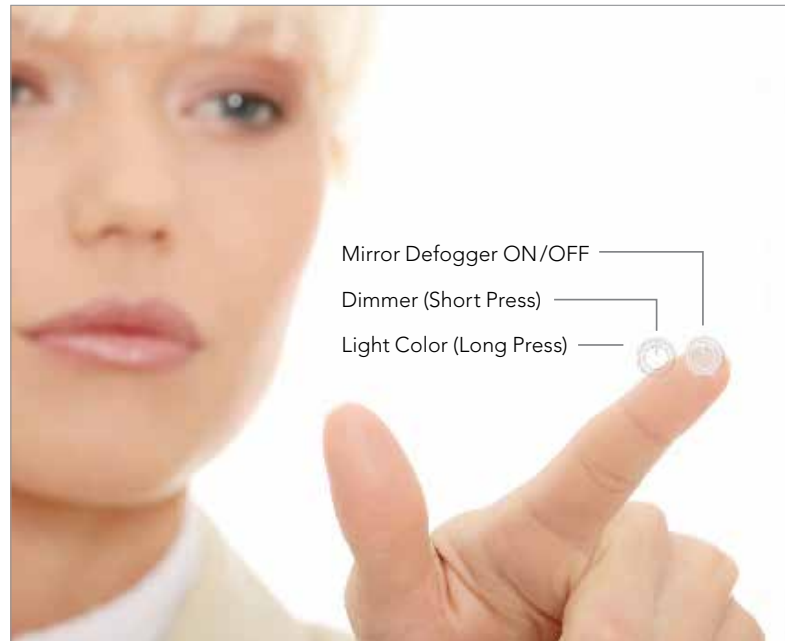 Mirror Defogger ON/OFF
Dimmer (Short Press)
Light Color (Long Press)